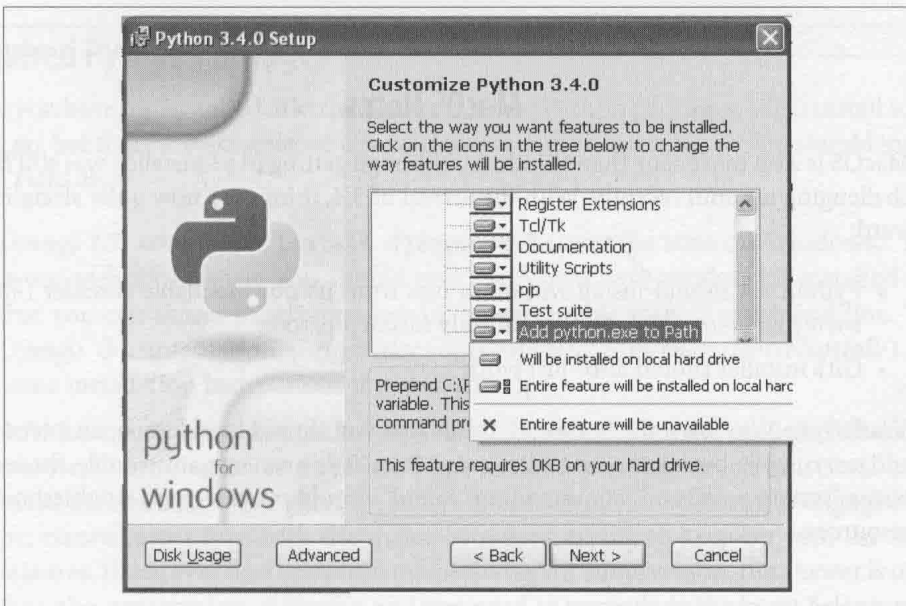 Python 3.4.0 Setup
Customize Python 3.4.0
Select the way you want features to be installed.
Click on the icons in the tree below to change the
way features will be installed.
Register Extensions
Tcl/Tk
Documentation
Utility Scripts
pip
Test suite
Add python.exe to Path
Will be installed on local hard drive
Entire feature will be installed on local hard
Entire feature will be unavailable
Prepend C:\P
variable. This
command pr
This feature requires 0KB on your hard drive.
python
for
windows
Disk Usage
Advanced
< Back
Next >
Cancel